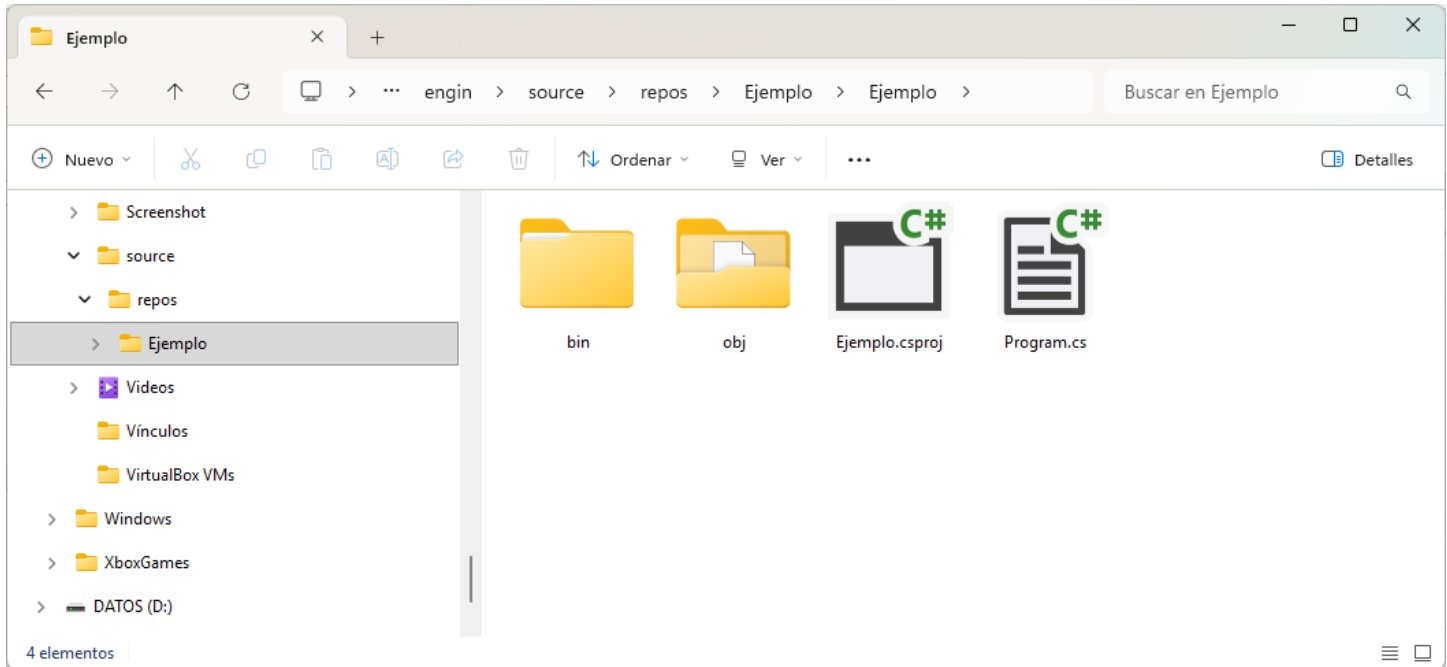 Ejemplo
engin > source > repos > Ejemplo > Ejemplo >
Buscar en Ejemplo
Nuevo
Ordenar
Ver
Detalles
Screenshot
source
repos
Ejemplo
Videos
Vínculos
VirtualBox VMs
Windows
XboxGames
DATOS (D:)
bin
obj
C#
Ejemplo.csproj
C#
Program.cs
4 elementos